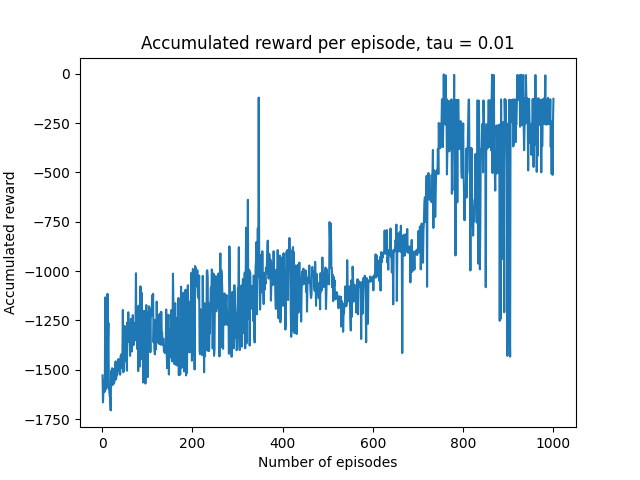 Accumulated reward per episode, tau = 0.01
Accumulated reward
0
−250
−500
−750
−1000
−1250
−1500
−1750
0 200 400 600 800 1000
Number of episodes